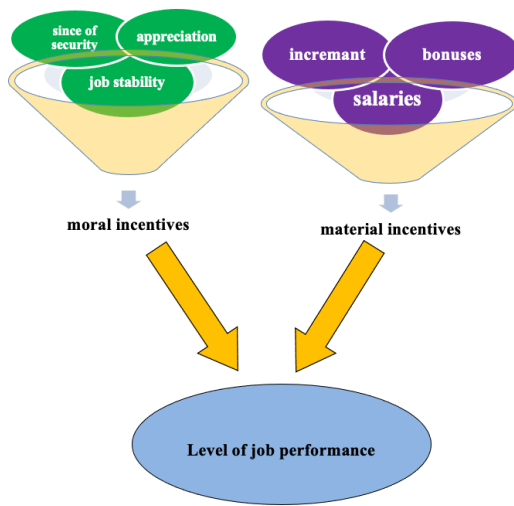 since of
security
appreciation
job stability
incremant
bonuses
salaries
moral incentives
material incentives
Level of job performance